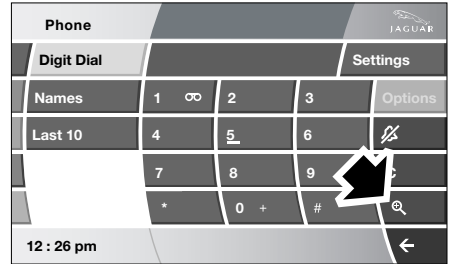 Phone
JAGUAR
Digit Dial
Settings
Names
1
2
3
Options
Last 10
4
5
6
7
8
9
C
*
0 +
#
12 : 26 pm